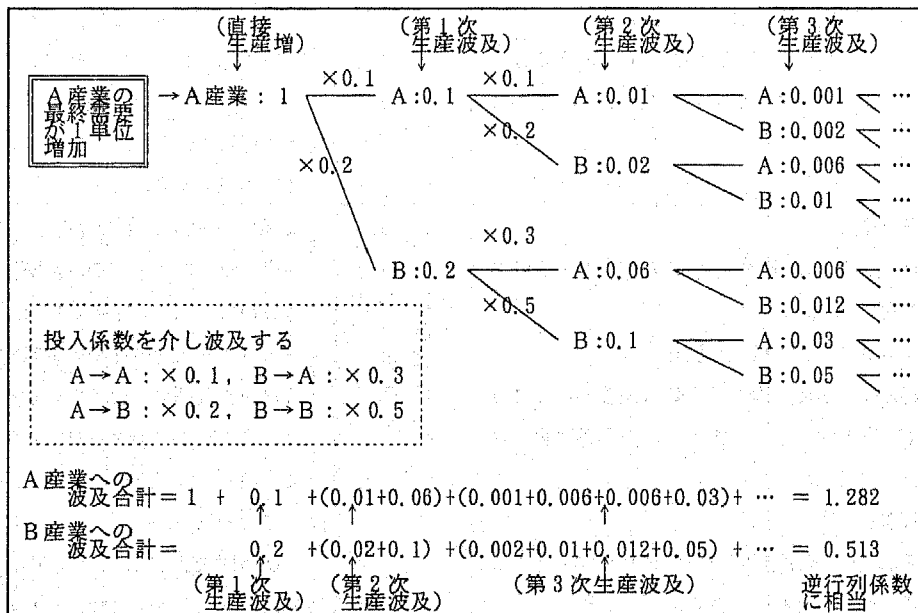 (直接
生産増)
(第1次
生産波及)
(第2次
生産波及)
(第3次
生産波及)
↓ ↓ ↓ ↓
A産業の
最終需要
が1単位
増加
→A産業:1
×0.1
A:0.1
×0.1
A:0.01
A:0.001 …
×0.2
B:0.002 …
×0.2
B:0.02
A:0.006 …
B:0.01 …
×0.3
B:0.2
A:0.06
A:0.006 …
×0.5
B:0.012 …
B:0.1
A:0.03 …
B:0.05 …
投入係数を介し波及する
A→A:×0.1, B→A:×0.3
A→B:×0.2, B→B:×0.5
A産業への
波及合計=1 + 0.1 +(0.01+0.06)+(0.001+0.006+0.006+0.03)+ … = 1.282
↑ ↑ ↑
B産業への
波及合計= 0.2 +(0.02+0.1) +(0.002+0.01+0.012+0.05) + … = 0.513
↑ ↑ ↑
(第1次
生産波及)
(第2次
生産波及)
(第3次生産波及)
逆行列係数
に相当